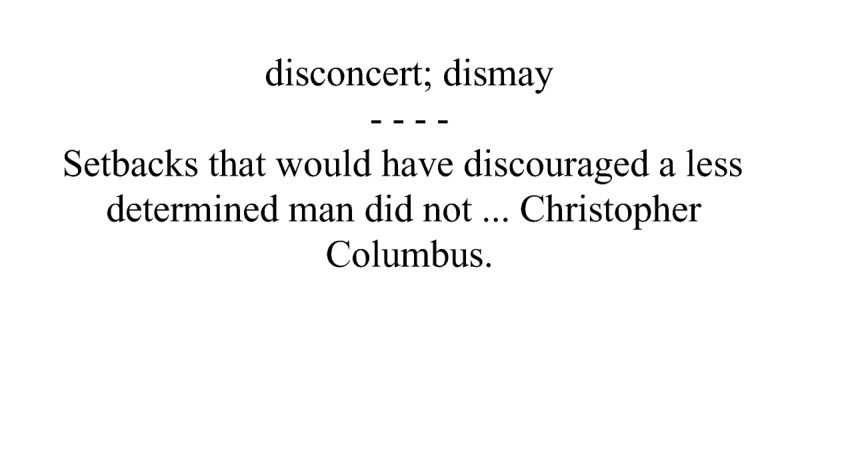 disconcert; dismay
- - - -
Setbacks that would have discouraged a less
determined man did not ... Christopher
Columbus.